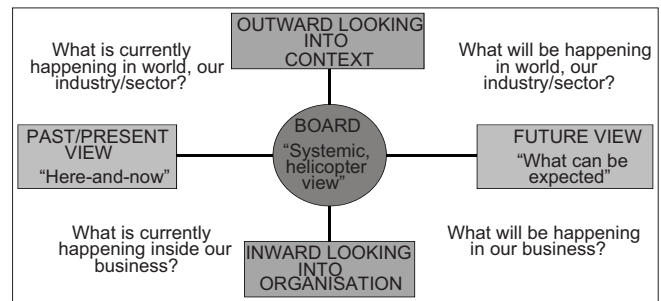 OUTWARD LOOKING
INTO
CONTEXT
What is currently
happening in world, our
industry/sector?
What will be happening
in world, our
industry/sector?
PAST/PRESENT
VIEW
“Here-and-now”
BOARD
“Systemic,
helicopter
view”
FUTURE VIEW
“What can be
expected”
What is currently
happening inside our
business?
What will be happening
in our business?
INWARD LOOKING
INTO
ORGANISATION